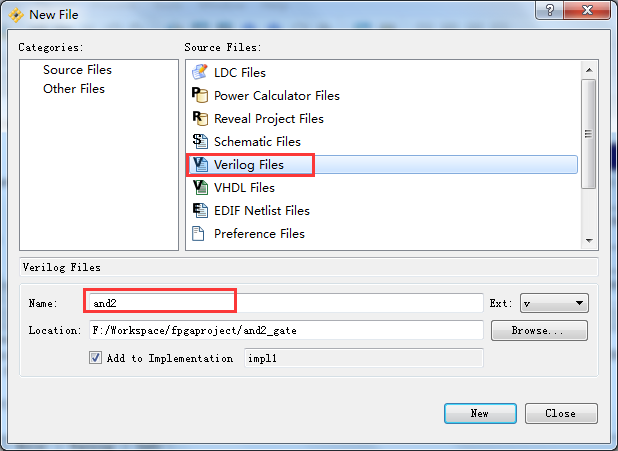 New File
Categories:
Source Files
Other Files
Source Files:
LDC Files
Power Calculator Files
Reveal Project Files
Schematic Files
Verilog Files
VHDL Files
EDIF Netlist Files
Preference Files
Verilog Files
Name: and2 Ext: v
Location: F:/Workspace/fpgaproject/and2_gate Browse...
Add to Implementation impl1
New Close